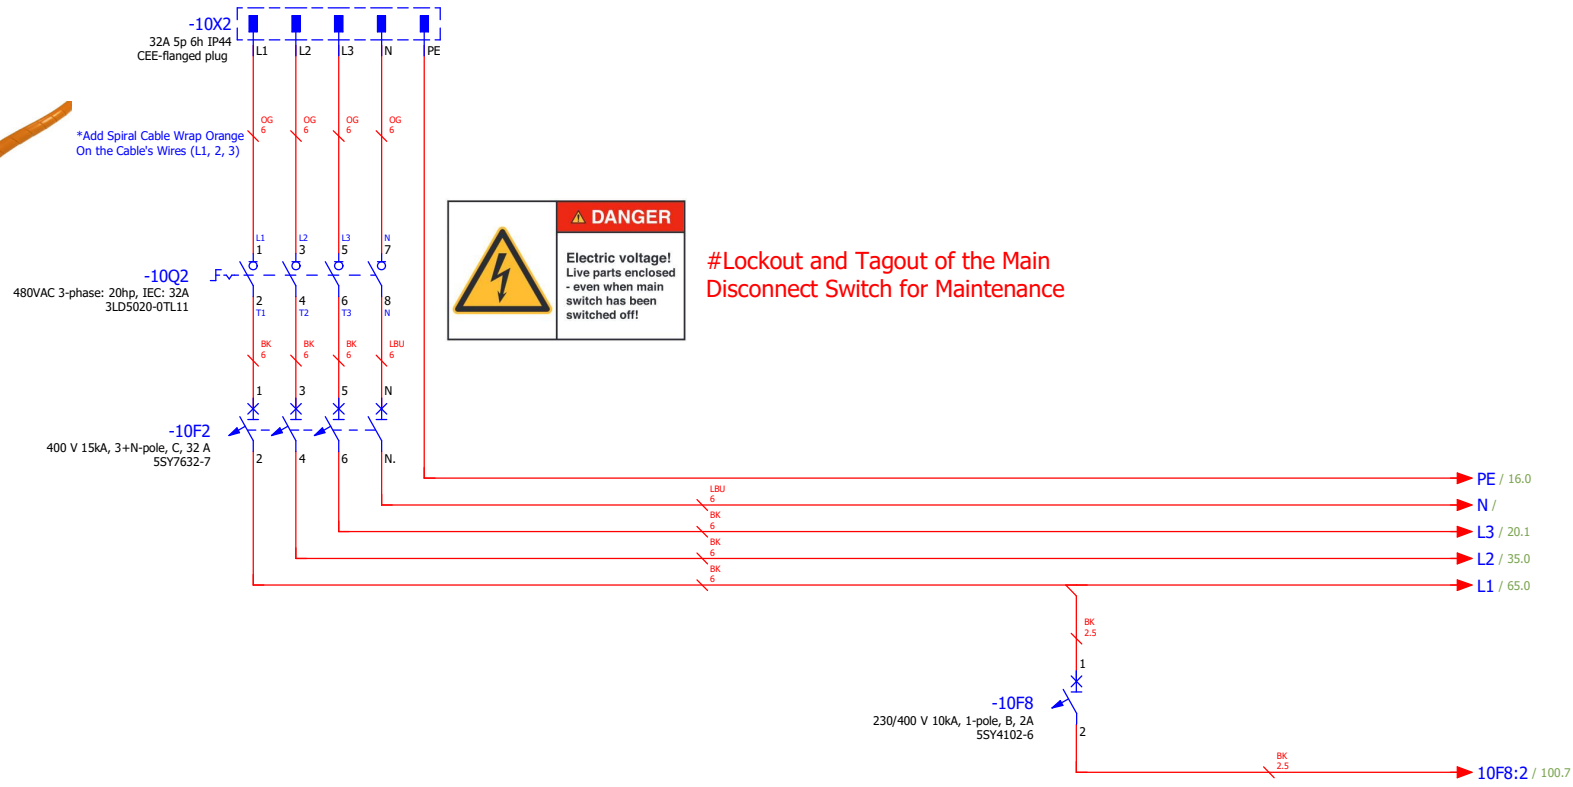 -10X2
32A 5p 6h IP44
CEE-flanged plug
L1 L2 L3 N PE
OG OG OG OG
6 6 6 6
*Add Spiral Cable Wrap Orange
On the Cable's Wires (L1, 2, 3)
DANGER
Electric voltage!
Live parts enclosed
- even when main
switch has been
switched off!
#Lockout and Tagout of the Main
Disconnect Switch for Maintenance
L1 L2 L3 N
1 3 5 7
-10Q2
480VAC 3-phase: 20hp, IEC: 32A
3LD5020-0TL11
2 4 6 8
T1 T2 T3 N
BK BK BK LBU
6 6 6 6
1 3 5 N
-10F2
400 V 15kA, 3+N-pole, C, 32 A
5SY7632-7
2 4 6 N.
PE / 16.0
LBU
6
N /
BK
6
L3 / 20.1
BK
6
L2 / 35.0
BK
6
L1 / 65.0
BK
2.5
1
-10F8
230/400 V 10kA, 1-pole, B, 2A
5SY4102-6
2
BK
2.5
10F8:2 / 100.7